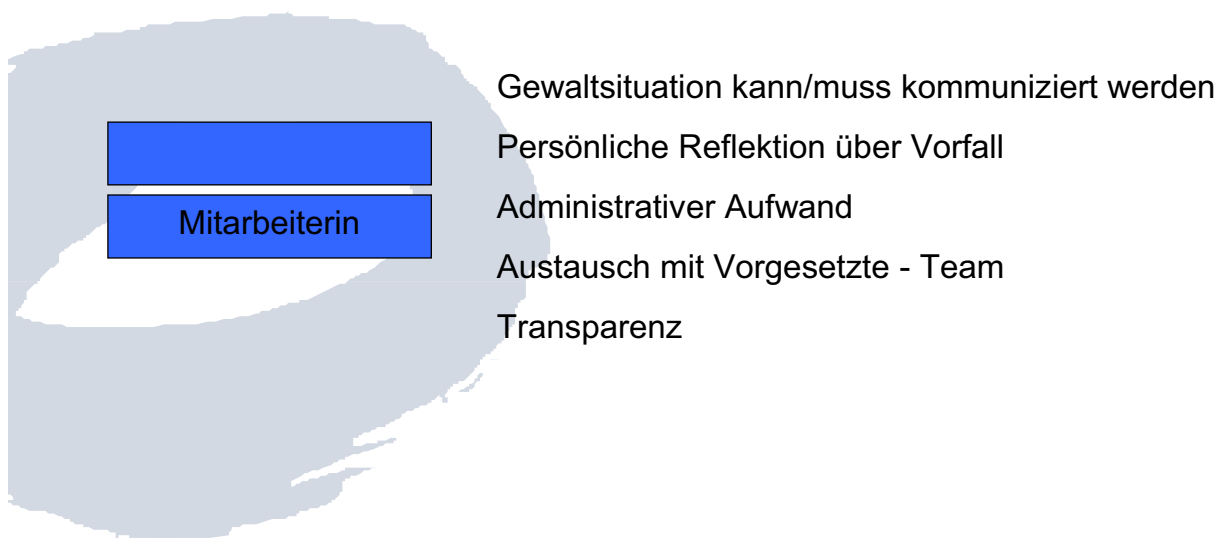 Gewaltsituation kann/muss kommuniziert werden
Persönliche Reflektion über Vorfall
Mitarbeiterin
Administrativer Aufwand
Austausch mit Vorgesetzte - Team
Transparenz